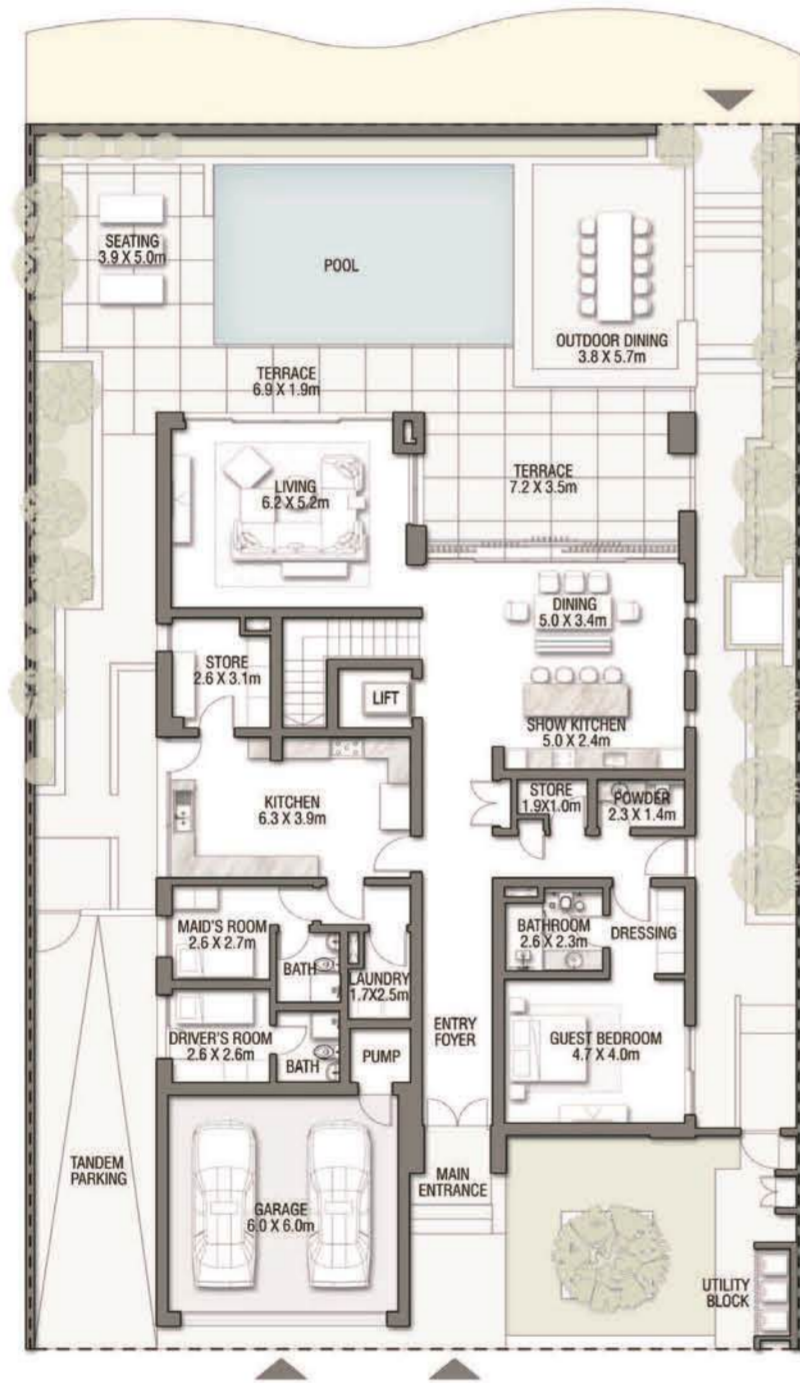 SEATING
3.9 X 5.0m
POOL
OUTDOOR DINING
3.8 X 5.7m
TERRACE
6.9 X 1.9m
LIVING
6.2 X 5.2m
TERRACE
7.2 X 3.5m
DINING
5.0 X 3.4m
STORE
2.6 X 3.1m
LIFT
SHOW KITCHEN
5.0 X 2.4m
KITCHEN
6.3 X 3.9m
STORE
1.9X1.0m
POWDER
2.3 X 1.4m
MAID'S ROOM
2.6 X 2.7m
BATH
LAUNDRY
1.7X2.5m
BATHROOM
2.6 X 2.3m
DRESSING
DRIVER'S ROOM
2.6 X 2.6m
BATH
PUMP
ENTRY
FOYER
GUEST BEDROOM
4.7 X 4.0m
TANDEM
PARKING
GARAGE
6.0 X 6.0m
MAIN
ENTRANCE
UTILITY
BLOCK